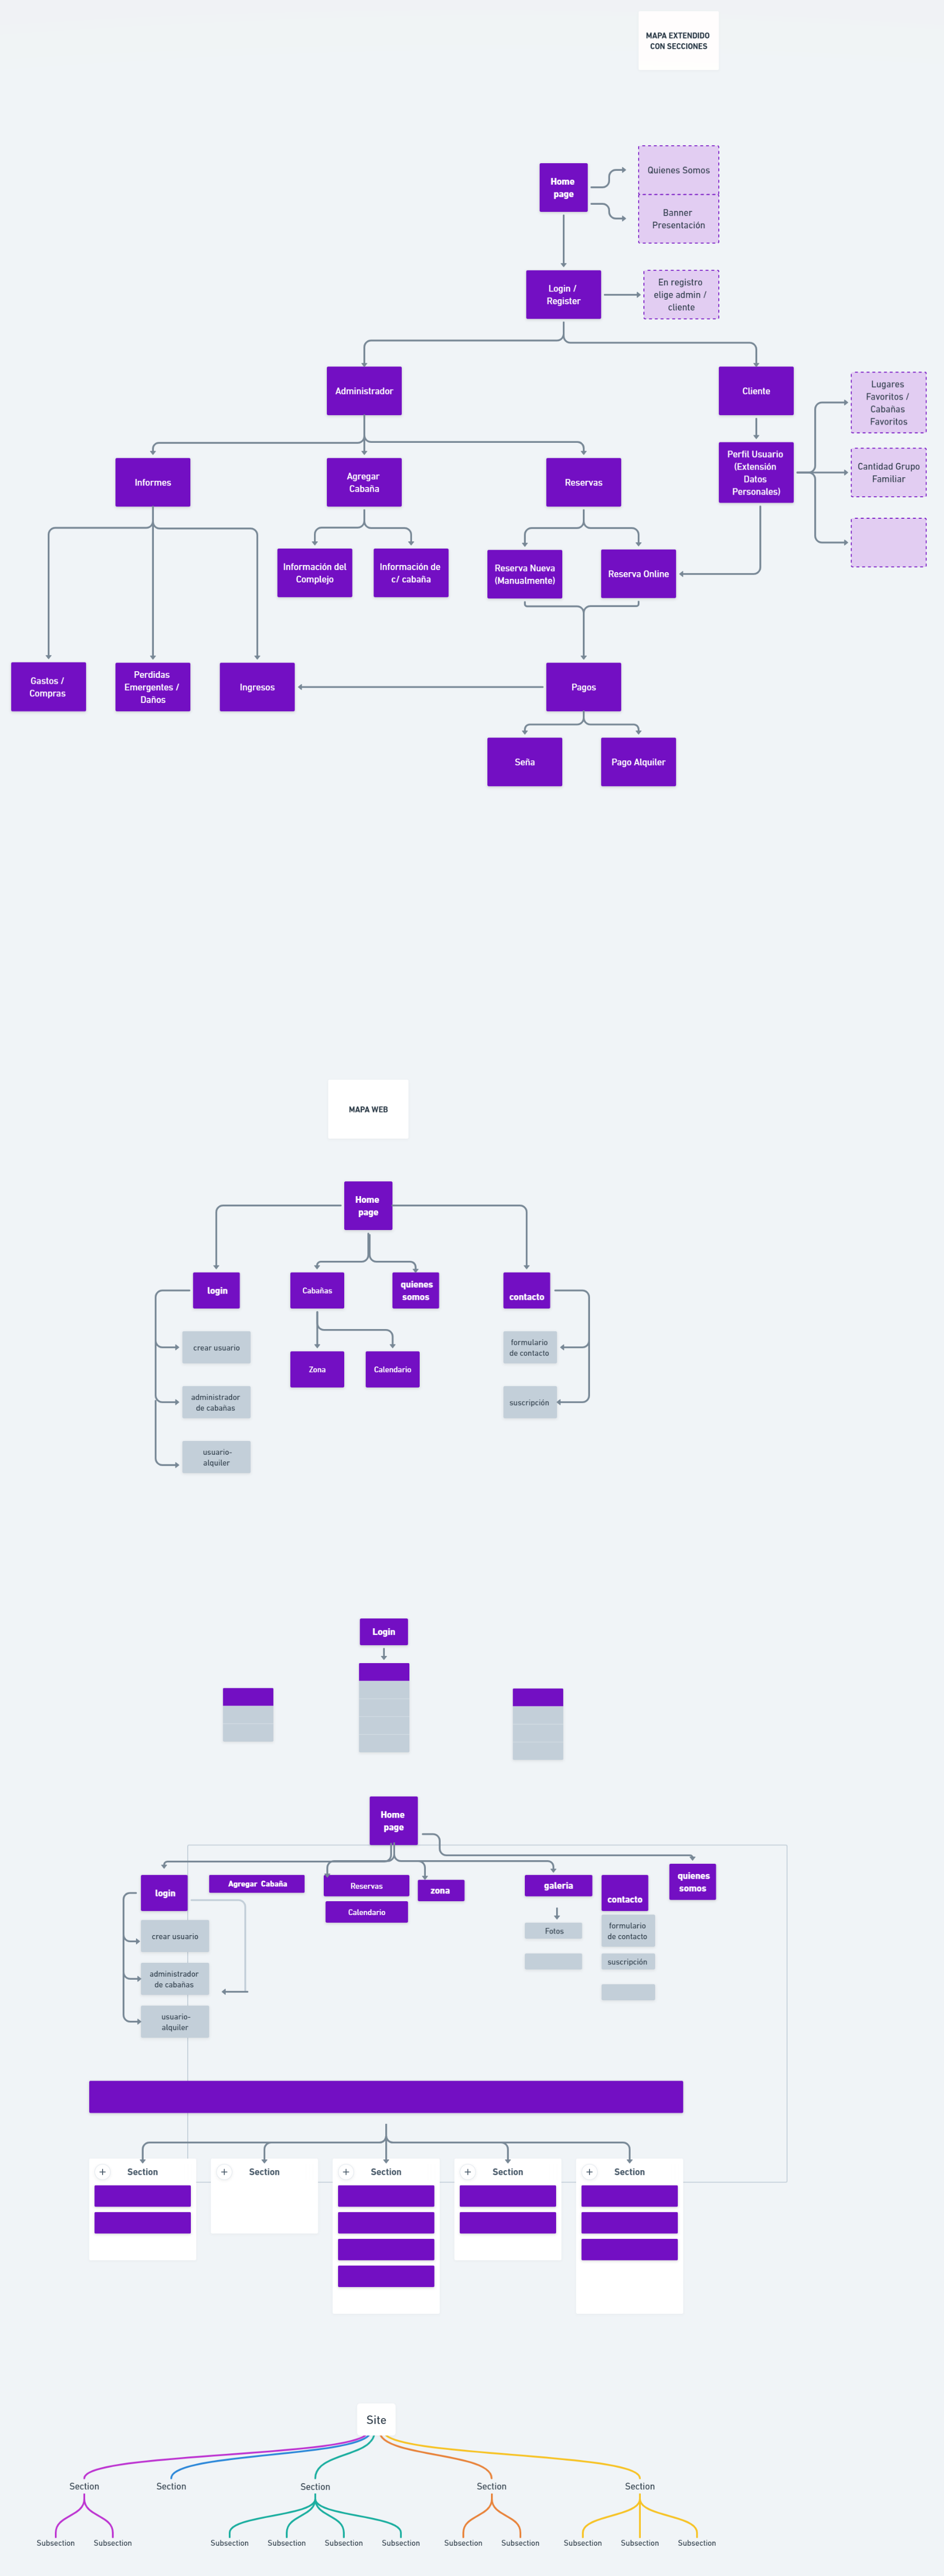 MAPA EXTENDIDO
CON SECCIONES
Home
page
Quienes Somos
Banner
Presentación
Login /
Register
En registro
elige admin /
cliente
Administrador
Cliente
Lugares
Favoritos /
Cabañas
Favoritos
Perfil Usuario
(Extensión
Datos
Personales)
Cantidad Grupo
Familiar
Informes
Agregar
Cabaña
Reservas
Información del
Complejo
Información de
c/ cabaña
Reserva Nueva
(Manualmente)
Reserva Online
Gastos /
Compras
Perdidas
Emergentes /
Daños
Ingresos
Pagos
Seña
Pago Alquiler
MAPA WEB
Home
page
login
Cabañas
quienes
somos
contacto
crear usuario
formulario
de contacto
Zona
Calendario
administrador
de cabañas
suscripción
usuario-
alquiler
Login
Home
page
login
Agregar Cabaña
Reservas
Calendario
zona
galeria
contacto
quienes
somos
crear usuario
Fotos
formulario
de contacto
administrador
de cabañas
suscripción
usuario-
alquiler
+ Section
+ Section
+ Section
+ Section
+ Section
Site
Section
Section
Section
Section
Section
Subsection
Subsection
Subsection
Subsection
Subsection
Subsection
Subsection
Subsection
Subsection
Subsection
Subsection